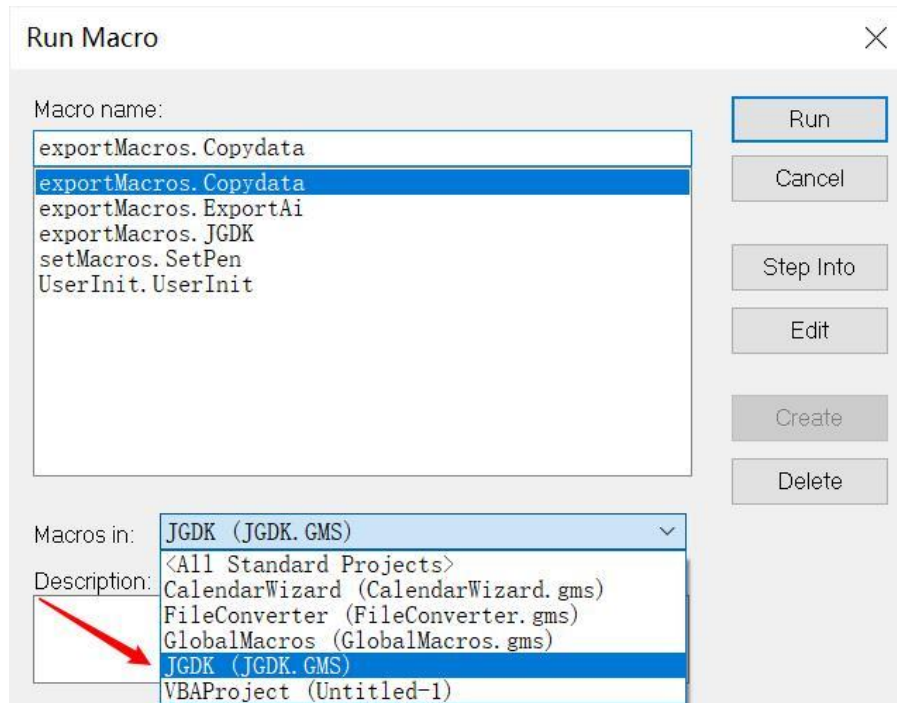 Run Macro
Macro name:
Run
exportMacros.Copydata
exportMacros.Copydata
Cancel
exportMacros.ExportAi
exportMacros.JGDK
setMacros.SetPen
Step Into
UserInit.UserInit
Edit
Create
Delete
Macros in:
JGDK (JGDK.GMS)
<All Standard Projects>
Description:
CalendarWizard (CalendarWizard.gms)
FileConverter (FileConverter.gms)
GlobalMacros (GlobalMacros.gms)
JGDK (JGDK.GMS)
VBAProject (Untitled-1)